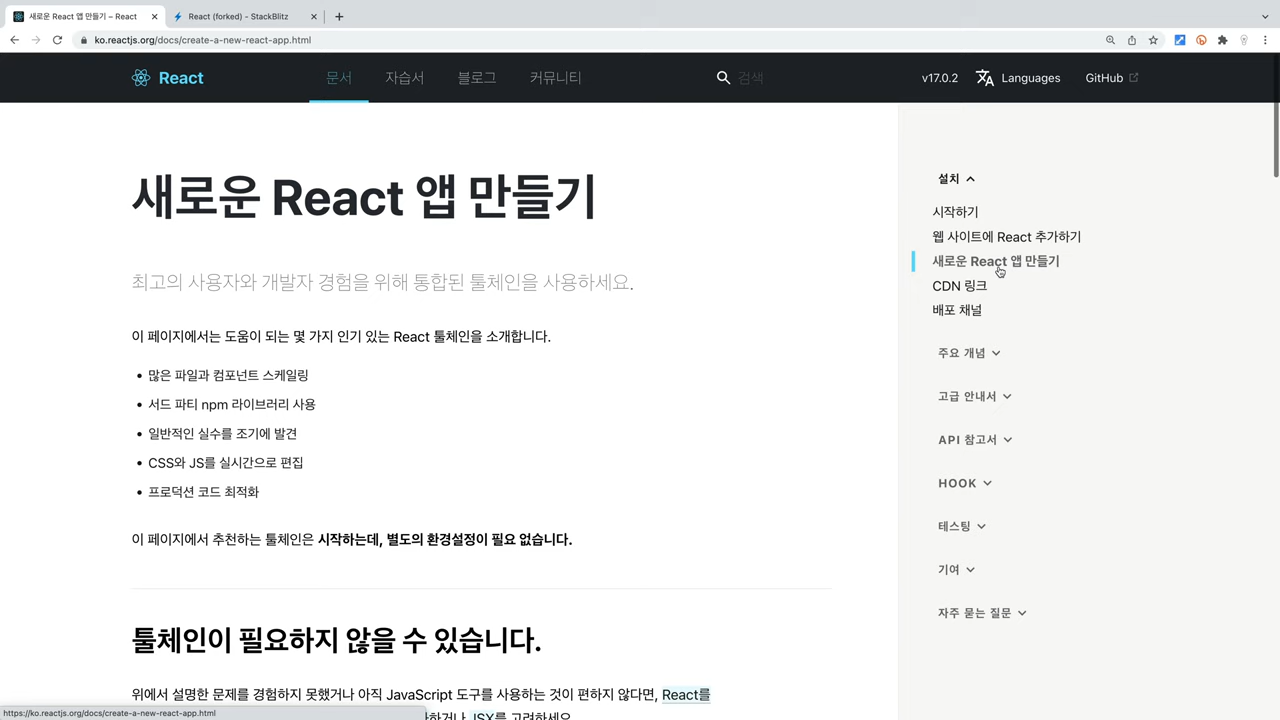 새로운 React 앱 만들기 – React
React (forked) - StackBlitz
ko.reactjs.org/docs/create-a-new-react-app.html
React
문서
자습서
블로그
커뮤니티
검색
v17.0.2
Languages
GitHub
새로운 React 앱 만들기
최고의 사용자와 개발자 경험을 위해 통합된 툴체인을 사용하세요.
이 페이지에서는 도움이 되는 몇 가지 인기 있는 React 툴체인을 소개합니다.
• 많은 파일과 컴포넌트 스케일링
• 서드 파티 npm 라이브러리 사용
• 일반적인 실수를 조기에 발견
• CSS와 JS를 실시간으로 편집
• 프로덕션 코드 최적화
이 페이지에서 추천하는 툴체인은 시작하는데, 별도의 환경설정이 필요 없습니다.
툴체인이 필요하지 않을 수 있습니다.
위에서 설명한 문제를 경험하지 못했거나 아직 JavaScript 도구를 사용하는 것이 편하지 않다면, React를
JSX를 고려하세요
설치
시작하기
웹 사이트에 React 추가하기
새로운 React 앱 만들기
CDN 링크
배포 채널
주요 개념
고급 안내서
API 참고서
HOOK
테스팅
기여
자주 묻는 질문
https://ko.reactjs.org/docs/create-a-new-react-app.html